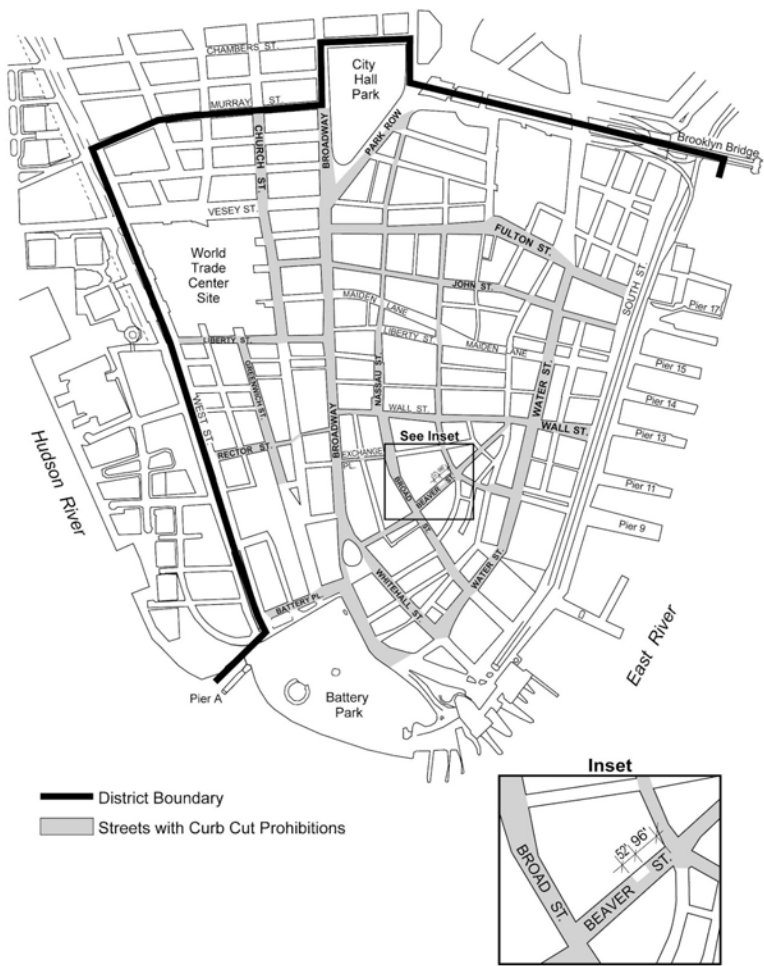 CHAMBERS ST.
City
Hall
Park
MURRAY ST.
CHURCH ST.
BROADWAY
PARK ROW
Brooklyn Bridge
VESEY ST.
World
Trade
Center
Site
FULTON ST.
SOUTH ST.
JOHN ST.
MAIDEN LANE
Pier 17
LIBERTY ST.
LIBERTY ST.
MAIDEN LANE
GREENWICH ST.
NASSAU ST.
WATER ST.
Pier 15
WEST ST.
BROADWAY
WALL ST.
WALL ST.
Pier 14
Pier 13
See Inset
RECTOR ST.
EXCHANGE
PL.
Hudson River
BROAD ST.
BEAVER ST.
52' 96'
Pier 11
Pier 9
WATER ST.
WHITEHALL ST.
BATTERY PL.
East River
Pier A
Battery
Park
District Boundary
Streets with Curb Cut Prohibitions
Inset
52' 96'
BROAD ST.
BEAVER ST.